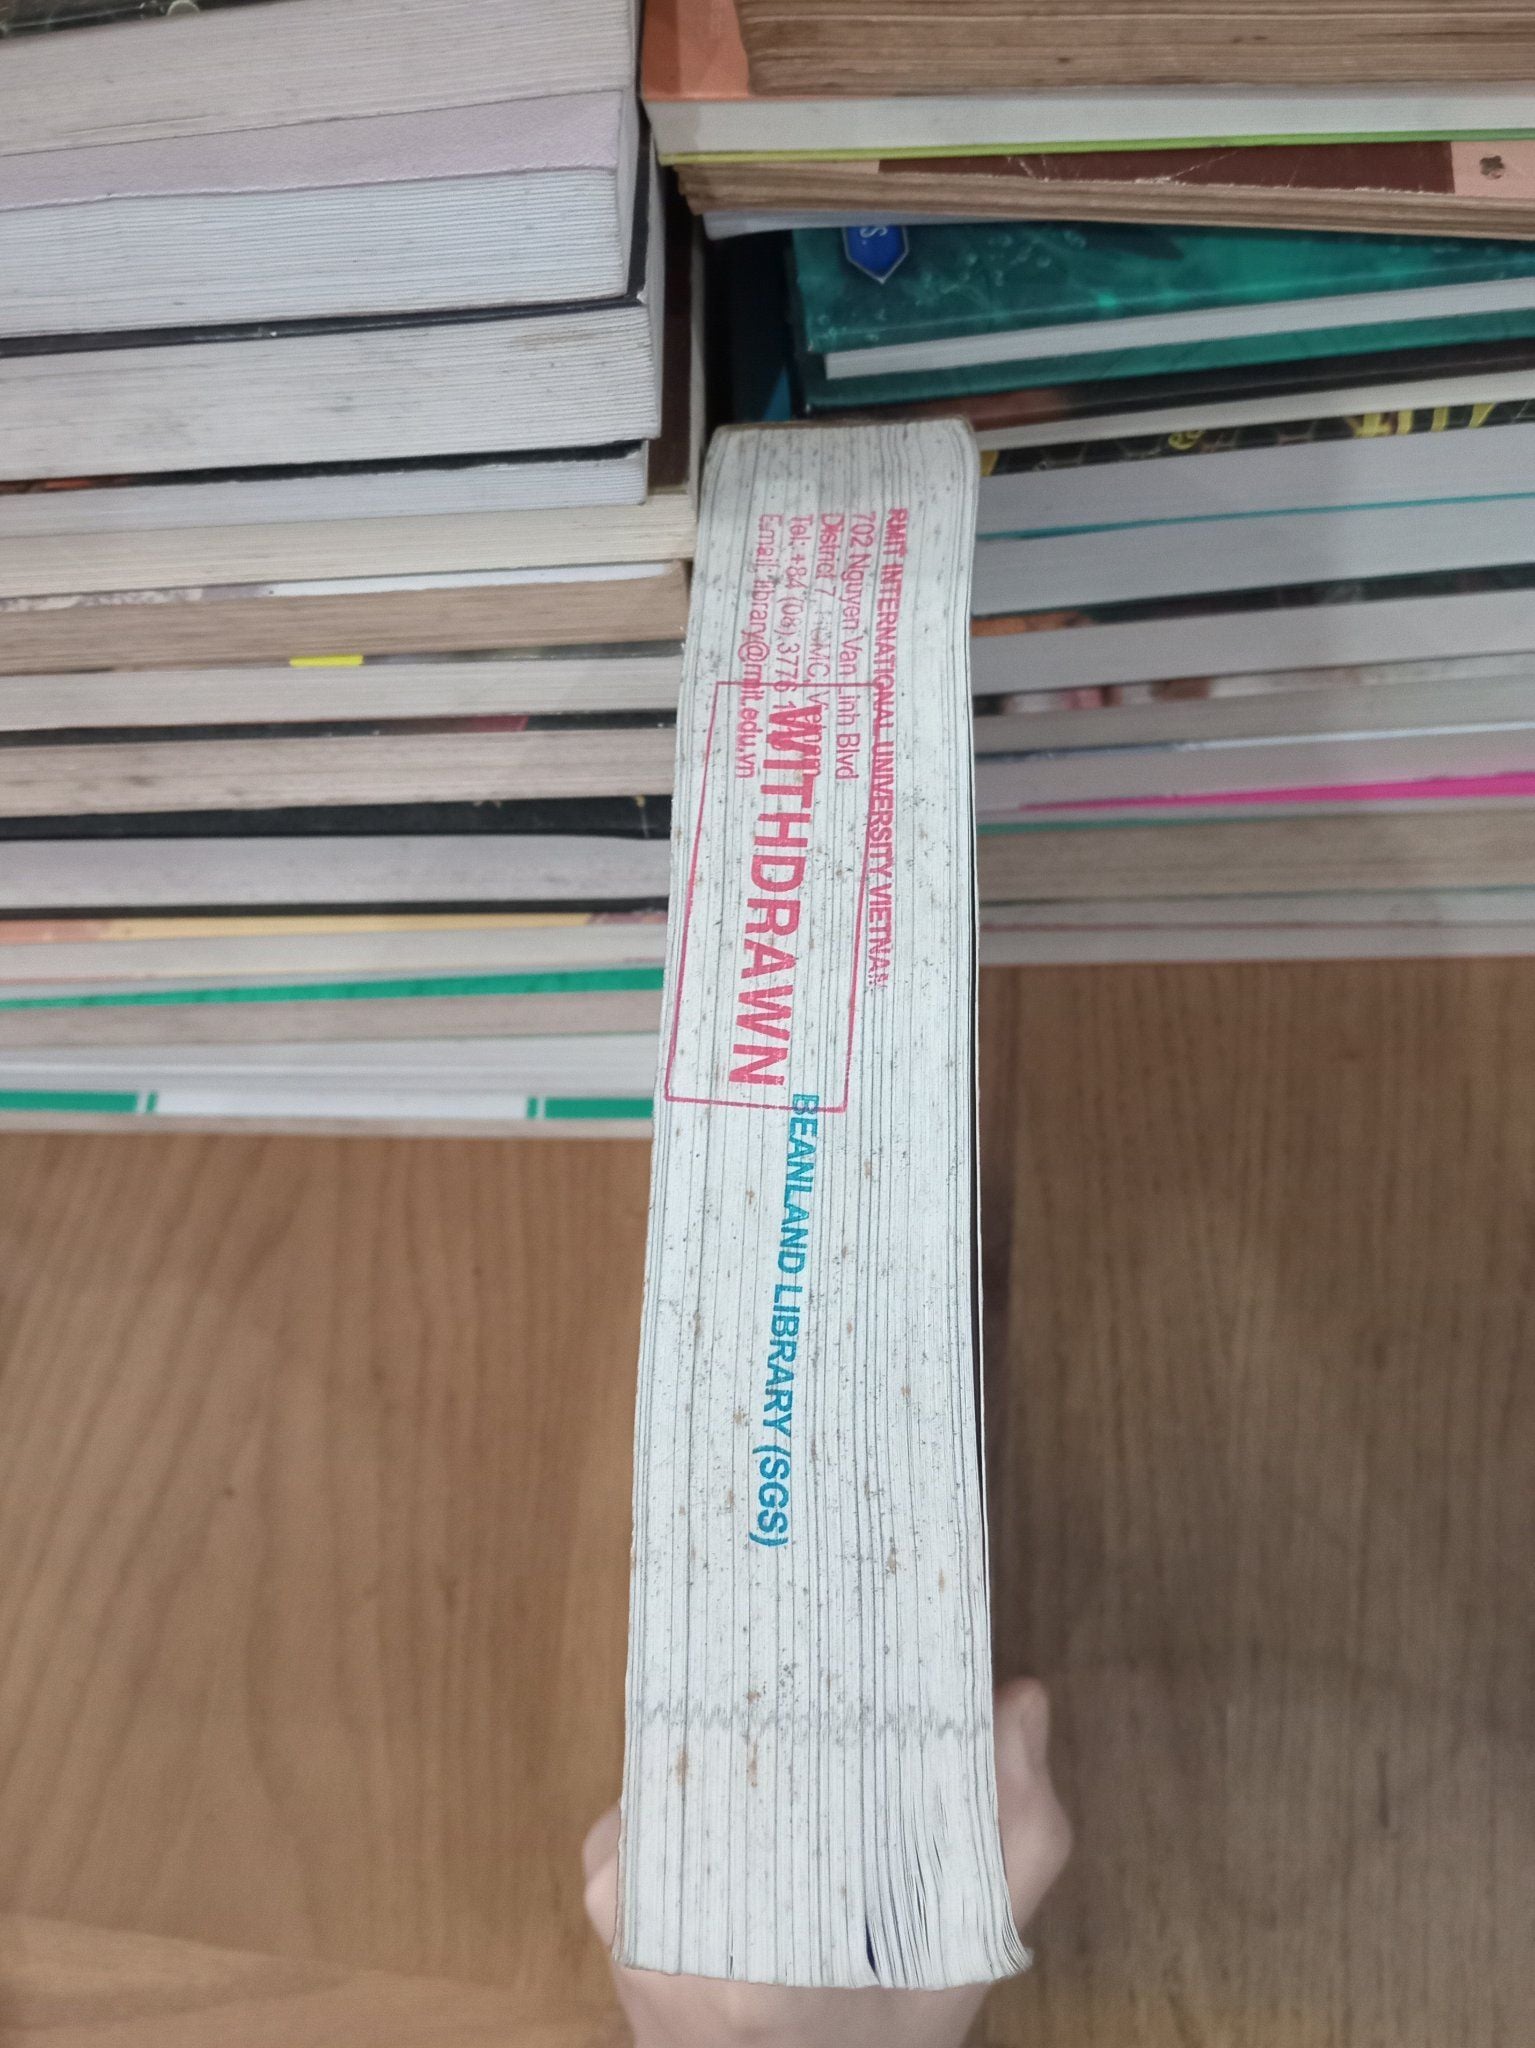 RMIT INTERNATIONAL UNIVERSITY VIETNAM
702 Nguyen Van Linh Blvd
District 7, HCMC, Vietnam
Tel: +84 (08) 3776
E-mail: library@rmit.edu.vn
WITHDRAWN
BEANLAND LIBRARY (SGS)
S.